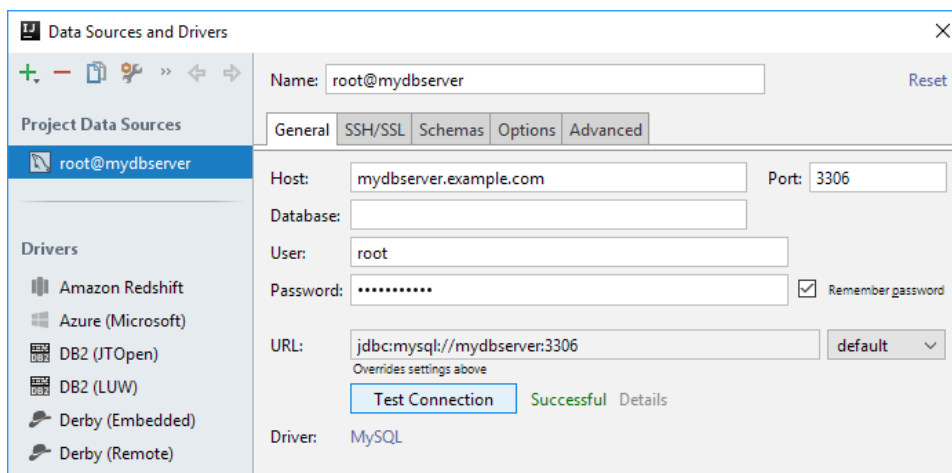 Data Sources and Drivers
Name: root@mydbserver Reset
Project Data Sources
General SSH/SSL Schemas Options Advanced
root@mydbserver
Host: mydbserver.example.com Port: 3306
Database:
User: root
Password: ••••••••••• Remember password
Drivers
Amazon Redshift
Azure (Microsoft)
DB2 (JTOpen)
DB2 (LUW)
Derby (Embedded)
Derby (Remote)
URL: jdbc:mysql://mydbserver:3306 default
Overrides settings above
Test Connection Successful Details
Driver: MySQL